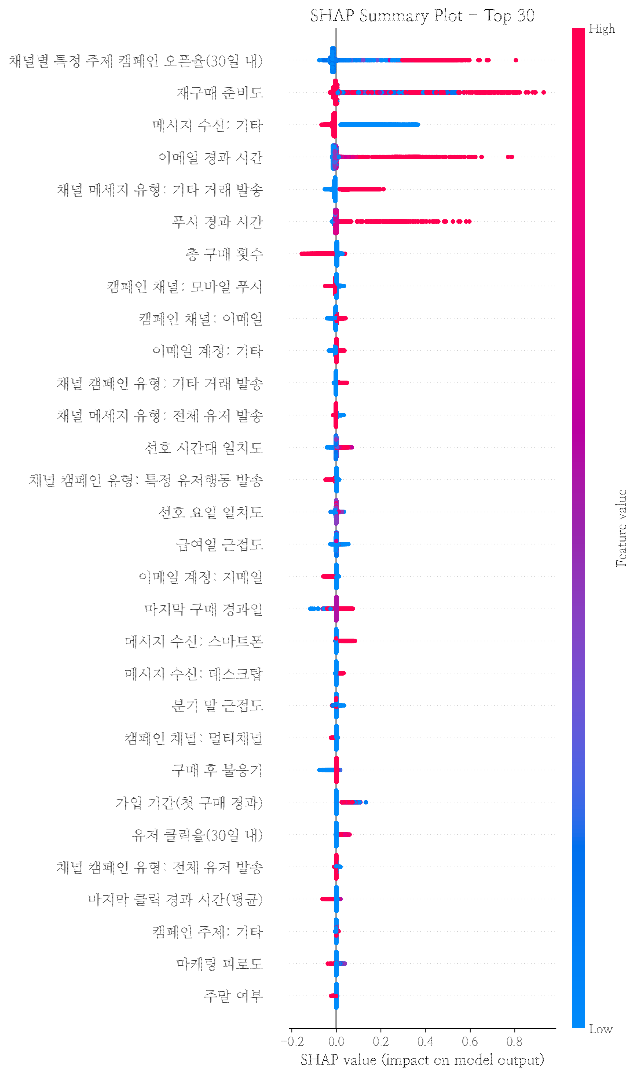 SHAP Summary Plot - Top 30
High
채널별 특정 주제 캠페인 오픈율(30일 내)
재구매 준비도
메시지 수신: 기타
이메일 경과 시간
채널 메세지 유형: 기타 거래 발송
푸시 경과 시간
총 구매 횟수
캠페인 채널: 모바일 푸시
캠페인 채널: 이메일
이메일 계정: 기타
채널 캠페인 유형: 기타 거래 발송
채널 메세지 유형: 전체 유저 발송
선호 시간대 일치도
채널 캠페인 유형: 특정 유저행동 발송
선호 요일 일치도
급여일 근접도
이메일 계정: 지메일
마지막 구매 경과일
메시지 수신: 스마트폰
메시지 수신: 데스크탑
분기 말 근접도
캠페인 채널: 멀티채널
구매 후 불응기
가입 기간(첫 구매 경과)
유저 클릭율(30일 내)
채널 캠페인 유형: 전체 유저 발송
마지막 클릭 경과 시간(평균)
캠페인 주제: 기타
마케팅 피로도
주말 여부
Feature value
Low
−0.2 0.0 0.2 0.4 0.6 0.8
SHAP value (impact on model output)